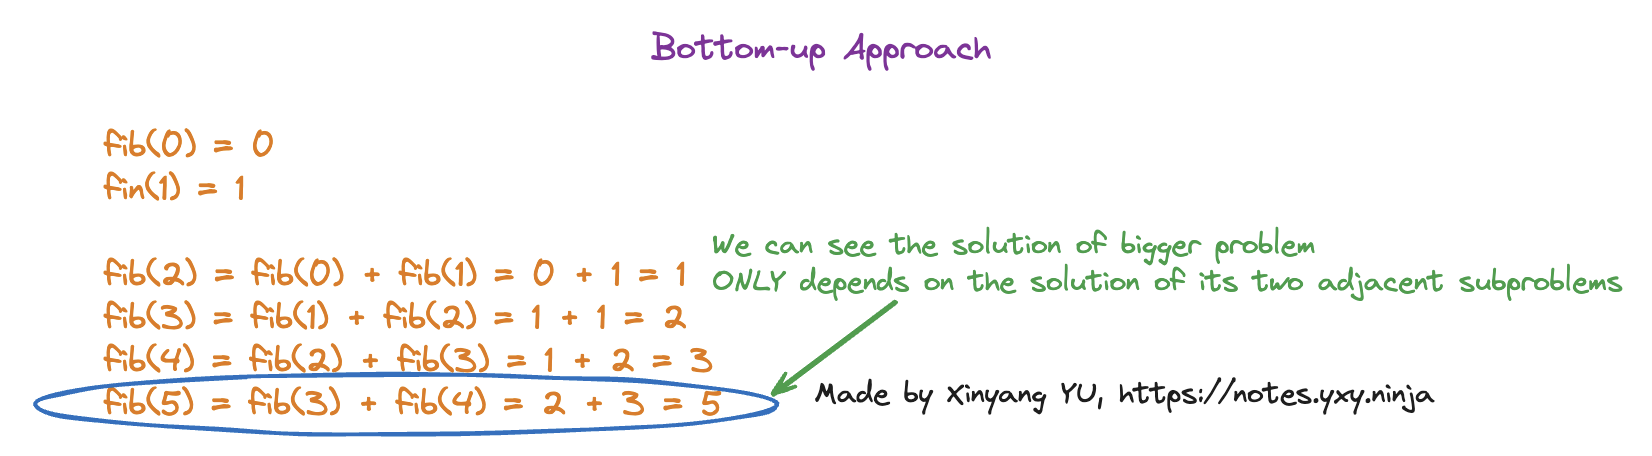 Bottom-up Approach
fib(0) = 0
fin(1) = 1
fib(2) = fib(0) + fib(1) = 0 + 1 = 1
fib(3) = fib(1) + fib(2) = 1 + 1 = 2
fib(4) = fib(2) + fib(3) = 1 + 2 = 3
fib(5) = fib(3) + fib(4) = 2 + 3 = 5
We can see the solution of bigger problem
ONLY depends on the solution of its two adjacent subproblems
Made by Xinyang YU, https://notes.yxy.ninja